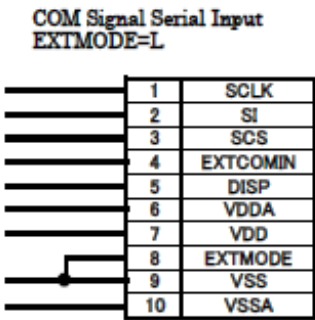 COM Signal Serial Input
EXTMODE=L
1 SCLK
2 SI
3 SCS
4 EXTCOMIN
5 DISP
6 VDDA
7 VDD
8 EXTMODE
9 VSS
10 VSSA